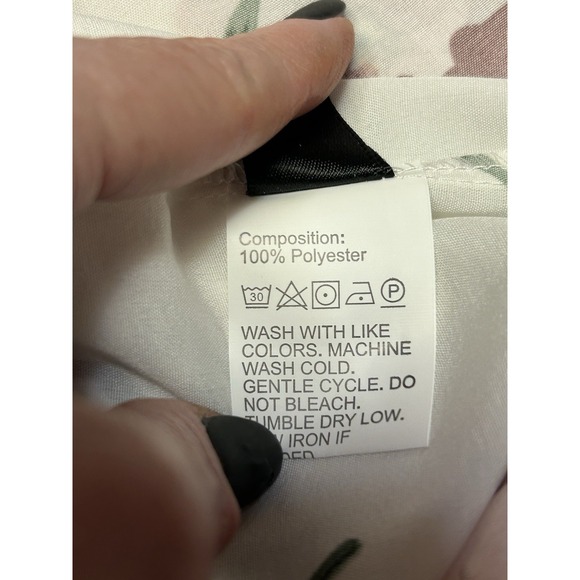 Composition:
100% Polyester
30 P
WASH WITH LIKE
COLORS. MACHINE
WASH COLD.
GENTLE CYCLE. DO
NOT BLEACH.
TUMBLE DRY LOW.
IRON IF